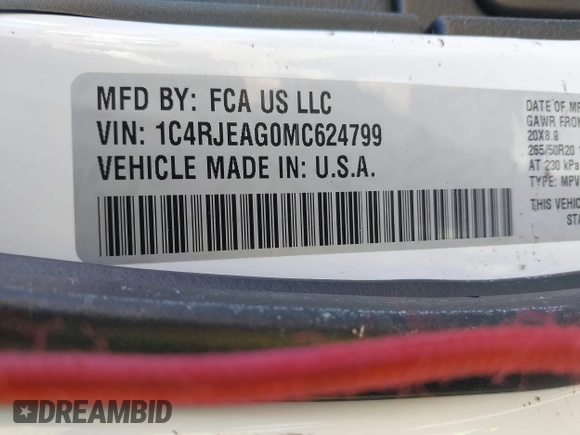 MFD BY: FCA US LLC
VIN: 1C4RJEAG0MC624799
VEHICLE MADE IN: U.S.A.
DATE OF
GAWR FRON
20X8.0
265/50R20
AT 230 kPa
TYPE: MPV
THIS VEHIC
STA
DREAMBID